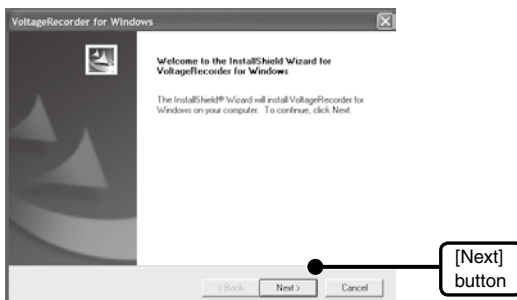 VoltageRecorder for Windows
Welcome to the InstallShield Wizard for
VoltageRecorder for Windows
The InstallShield® Wizard will install VoltageRecorder for
Windows on your computer. To continue, click Next.
< Back
Next >
Cancel
[Next]
button